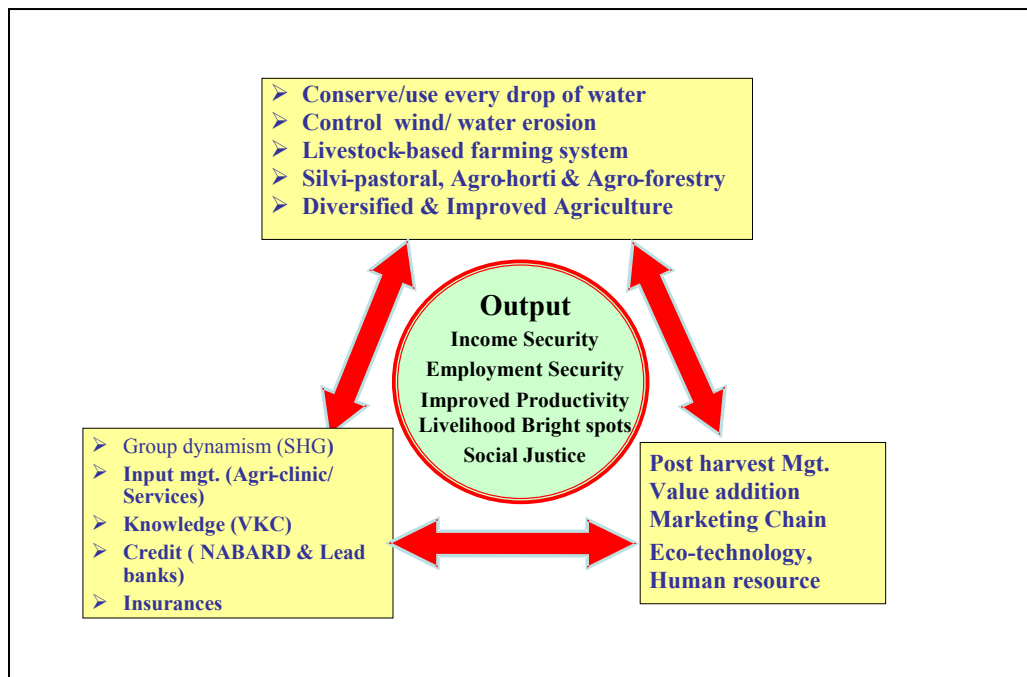 ➢ Conserve/use every drop of water
➢ Control wind/ water erosion
➢ Livestock-based farming system
➢ Silvi-pastoral, Agro-horti & Agro-forestry
➢ Diversified & Improved Agriculture
Output
Income Security
Employment Security
Improved Productivity
Livelihood Bright spots
Social Justice
➢ Group dynamism (SHG)
➢ Input mgt. (Agri-clinic/
Services)
➢ Knowledge (VKC)
➢ Credit ( NABARD & Lead
banks)
➢ Insurances
Post harvest Mgt.
Value addition
Marketing Chain
Eco-technology,
Human resource